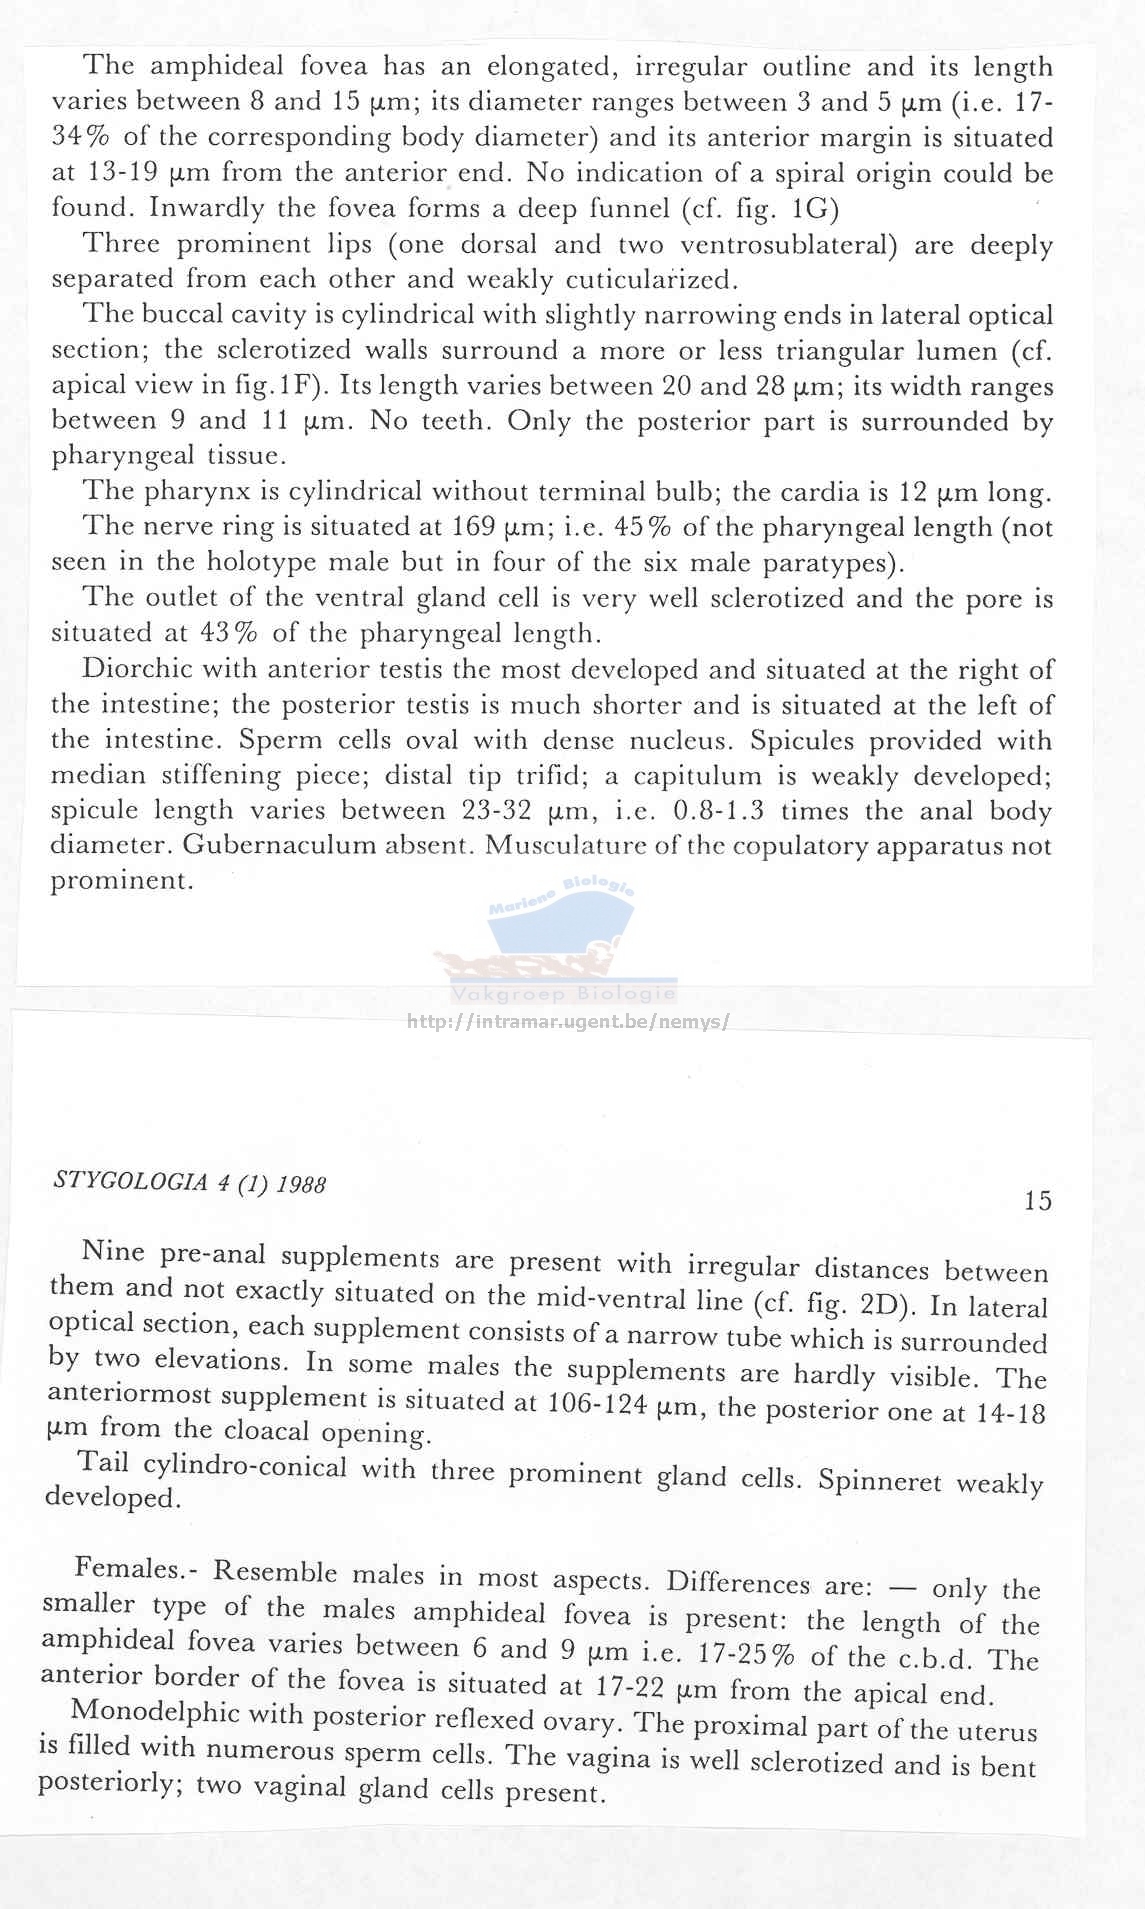 The amphideal fovea has an elongated, irregular outline and its length
varies between 8 and 15 µm; its diameter ranges between 3 and 5 µm (i.e. 17-
34% of the corresponding body diameter) and its anterior margin is situated
at 13-19 µm from the anterior end. No indication of a spiral origin could be
found. Inwardly the fovea forms a deep funnel (cf. fig. 1G)
Three prominent lips (one dorsal and two ventrosublateral) are deeply
separated from each other and weakly cuticularized.
The buccal cavity is cylindrical with slightly narrowing ends in lateral optical
section; the sclerotized walls surround a more or less triangular lumen (cf.
apical view in fig. 1F). Its length varies between 20 and 28 µm; its width ranges
between 9 and 11 µm. No teeth. Only the posterior part is surrounded by
pharyngeal tissue.
The pharynx is cylindrical without terminal bulb; the cardia is 12 µm long.
The nerve ring is situated at 169 µm; i.e. 45% of the pharyngeal length (not
seen in the holotype male but in four of the six male paratypes).
The outlet of the ventral gland cell is very well sclerotized and the pore is
situated at 43% of the pharyngeal length.
Diorchic with anterior testis the most developed and situated at the right of
the intestine; the posterior testis is much shorter and is situated at the left of
the intestine. Sperm cells oval with dense nucleus. Spicules provided with
median stiffening piece; distal tip trifid; a capitulum is weakly developed;
spicule length varies between 23-32 µm, i.e. 0.8-1.3 times the anal body
diameter. Gubernaculum absent. Musculature of the copulatory apparatus not
prominent.
Mariene Biologie
Vakgroep Biologie
http://intramar.ugent.be/nemys/
STYGOLOGIA 4 (1) 1988
15
Nine pre-anal supplements are present with irregular distances between
them and not exactly situated on the mid-ventral line (cf. fig. 2D). In lateral
optical section, each supplement consists of a narrow tube which is surrounded
by two elevations. In some males the supplements are hardly visible. The
anteriormost supplement is situated at 106-124 µm, the posterior one at 14-18
µm from the cloacal opening.
Tail cylindro-conical with three prominent gland cells. Spinneret weakly
developed.
Females.- Resemble males in most aspects. Differences are: — only the
smaller type of the males amphideal fovea is present: the length of the
amphideal fovea varies between 6 and 9 µm i.e. 17-25% of the c.b.d. The
anterior border of the fovea is situated at 17-22 µm from the apical end.
Monodelphic with posterior reflexed ovary. The proximal part of the uterus
is filled with numerous sperm cells. The vagina is well sclerotized and is bent
posteriorly; two vaginal gland cells present.